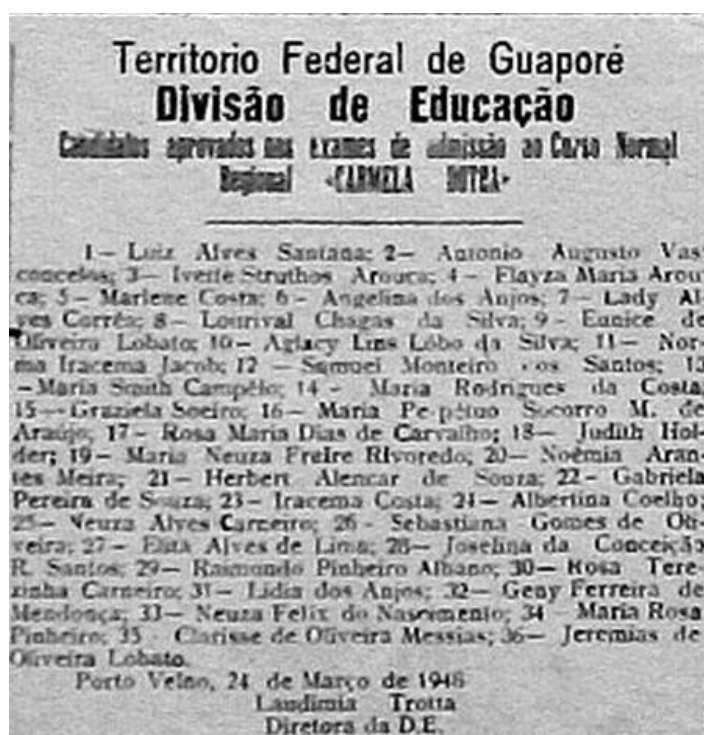 Territorio Federal de Guaporé
Divisão de Educação
Candidatos aprovados nos exames de admissão ao Curso Normal
Regional «CARMELA DUTRA»
1— Luiz Alves Santana; 2— Antonio Augusto Vas
concelos; 3— Ivette Struthos Arouca; 4— Flayza Maria Arou
ca; 5— Marlene Costa; 6— Angelina dos Anjos; 7— Lady Al
ves Corrêa; 8— Lourival Chagas da Silva; 9— Eunice de
Oliveira Lobato; 10— Aglacy Lins Lôbo da Silva; 11— Nor-
ma Iracema Jacob; 12— Samuel Monteiro dos Santos; 13
—Maria Smith Campêlo; 14— Maria Rodrigues da Costa;
15—Graziela Soeiro; 16— Maria Perpétuo Socorro M. de
Araújo; 17— Rosa Maria Dias de Carvalho; 18— Judith Hol-
der; 19— Maria Neuza Freire Rivoredo; 20— Noêmia Aran-
tes Meira; 21— Herbert Alencar de Souza; 22— Gabriela
Pereira de Souza; 23— Iracema Costa; 24— Albertina Coelho;
25— Neuza Alves Carneiro; 26- Sebastiana Gomes de Oli-
veira; 27— Elita Alves de Lima; 28— Joselina da Conceição
R. Santos; 29— Raimundo Pinheiro Albano; 30— Rosa Tere-
zinha Carneiro; 31— Lidia dos Anjos; 32— Geny Ferreira de
Mendonça; 33— Neuza Felix do Nascimento; 34 Maria Rosa
Pinheiro; 35 Clarisse de Oliveira Messias; 36— Jeremias de
Oliveira Lobato.
Porto Velho, 24 de Março de 1948
Laudimia Trotta
Diretora da D.E.